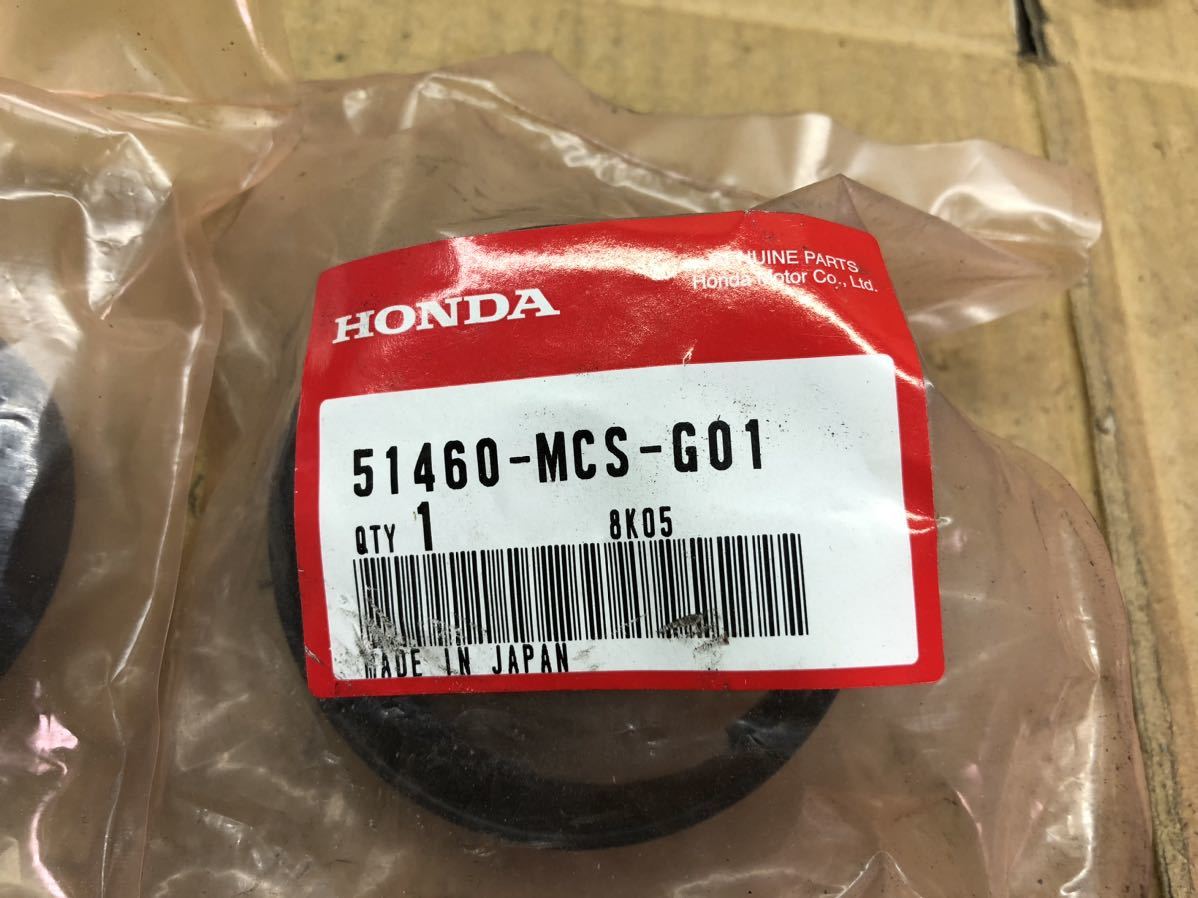 HONDA
GENUINE PARTS
Honda Motor Co., Ltd.
51460-MCS-G01
QTY 1 8K05
MADE IN JAPAN